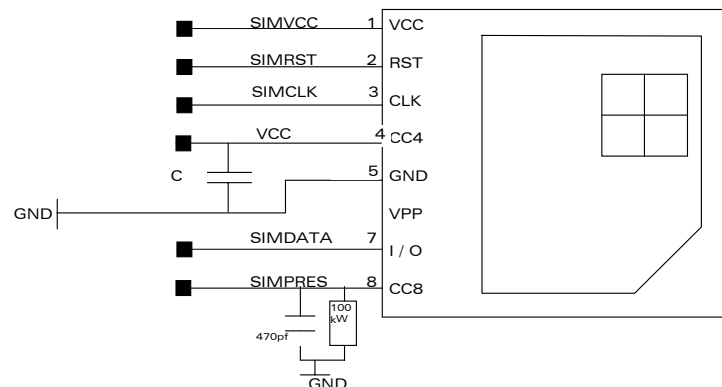 SIMVCC 1 VCC
SIMRST 2 RST
SIMCLK 3 CLK
VCC 4 CC4
C
5 GND
GND
VPP
SIMDATA 7 I / O
SIMPRES 8 CC8
100
kW
470pf
GND